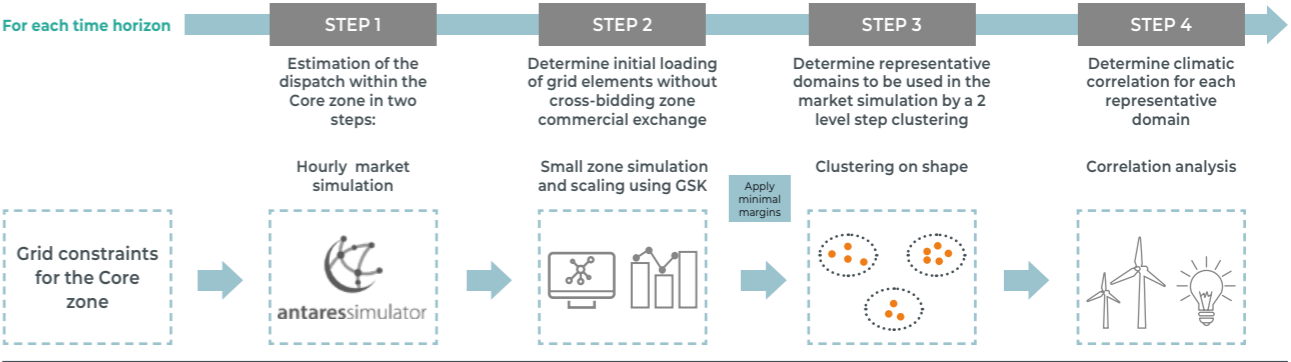 For each time horizon
STEP 1
STEP 2
STEP 3
STEP 4
Estimation of the
dispatch within the
Core zone in two
steps:
Determine initial loading
of grid elements without
cross-bidding zone
commercial exchange
Determine representative
domains to be used in the
market simulation by a 2
level step clustering
Determine climatic
correlation for each
representative
domain
Hourly market
simulation
Small zone simulation
and scaling using GSK
Apply
minimal
margins
Clustering on shape
Correlation analysis
Grid constraints
for the Core
zone
antaressimulator